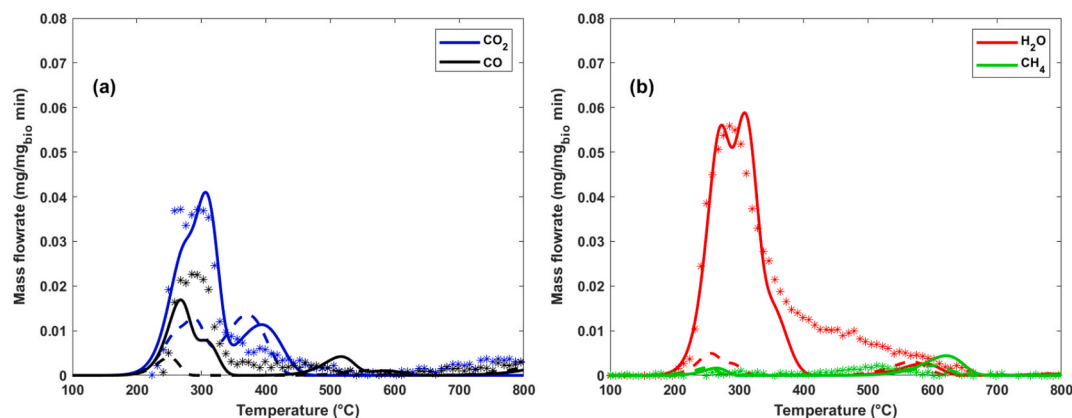 0.08
0.07
0.06
0.05
0.04
0.03
0.02
0.01
0
100 200 300 400 500 600 700 800
Temperature (°C)
Mass flowrate (mg/mg_bio min)
(a)
CO₂
CO
0.08
0.07
0.06
0.05
0.04
0.03
0.02
0.01
0
100 200 300 400 500 600 700 800
Temperature (°C)
Mass flowrate (mg/mg_bio min)
(b)
H₂O
CH₄